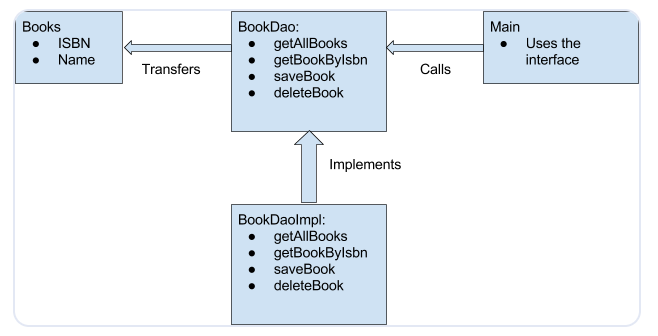 Books
● ISBN
● Name
Transfers
BookDao:
● getAllBooks
● getBookByIsbn
● saveBook
● deleteBook
Calls
Main
● Uses the
interface
Implements
BookDaoImpl:
● getAllBooks
● getBookByIsbn
● saveBook
● deleteBook